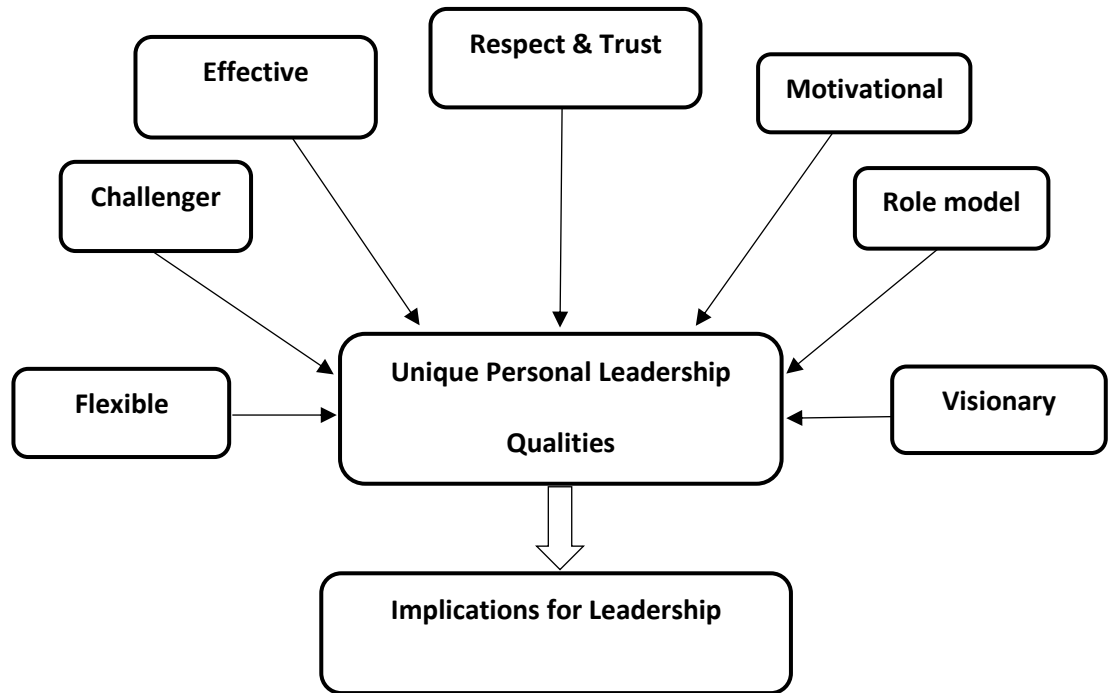 Respect & Trust
Effective
Motivational
Challenger
Role model
Unique Personal Leadership
Qualities
Flexible
Visionary
Implications for Leadership